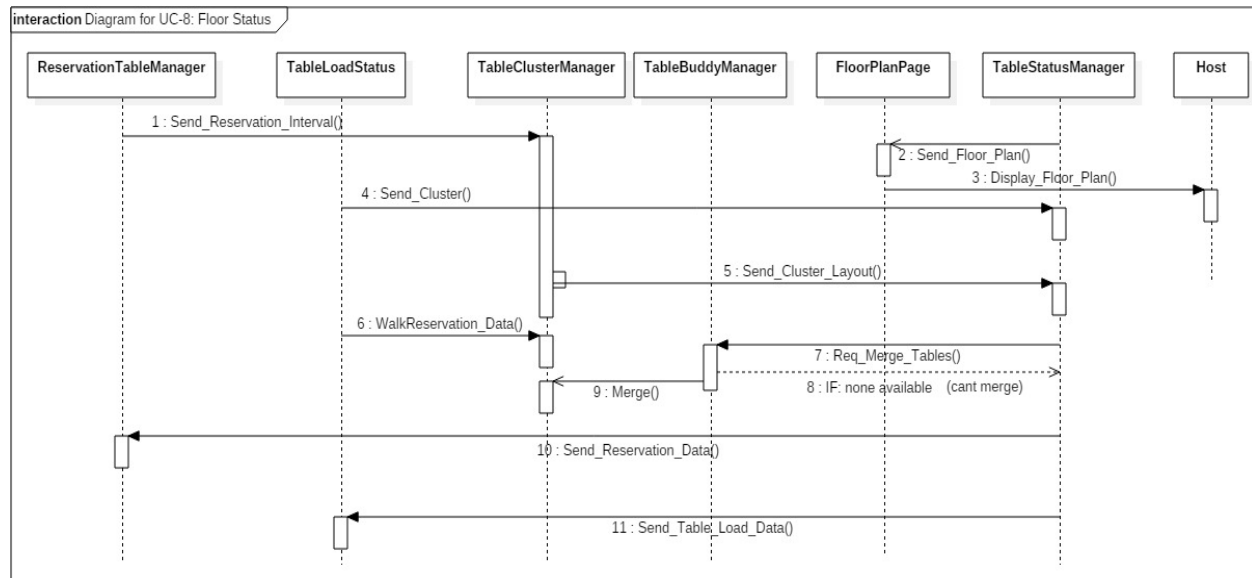 interaction Diagram for UC-8: Floor Status
ReservationTableManager
TableLoadStatus
TableClusterManager
TableBuddyManager
FloorPlanPage
TableStatusManager
Host
1 : Send_Reservation_Interval()
2 : Send_Floor_Plan()
3 : Display_Floor_Plan()
4 : Send_Cluster()
5 : Send_Cluster_Layout()
6 : WalkReservation_Data()
7 : Req_Merge_Tables()
8 : IF: none available (cant merge)
9 : Merge()
10 : Send_Reservation_Data()
11 : Send_Table_Load_Data()